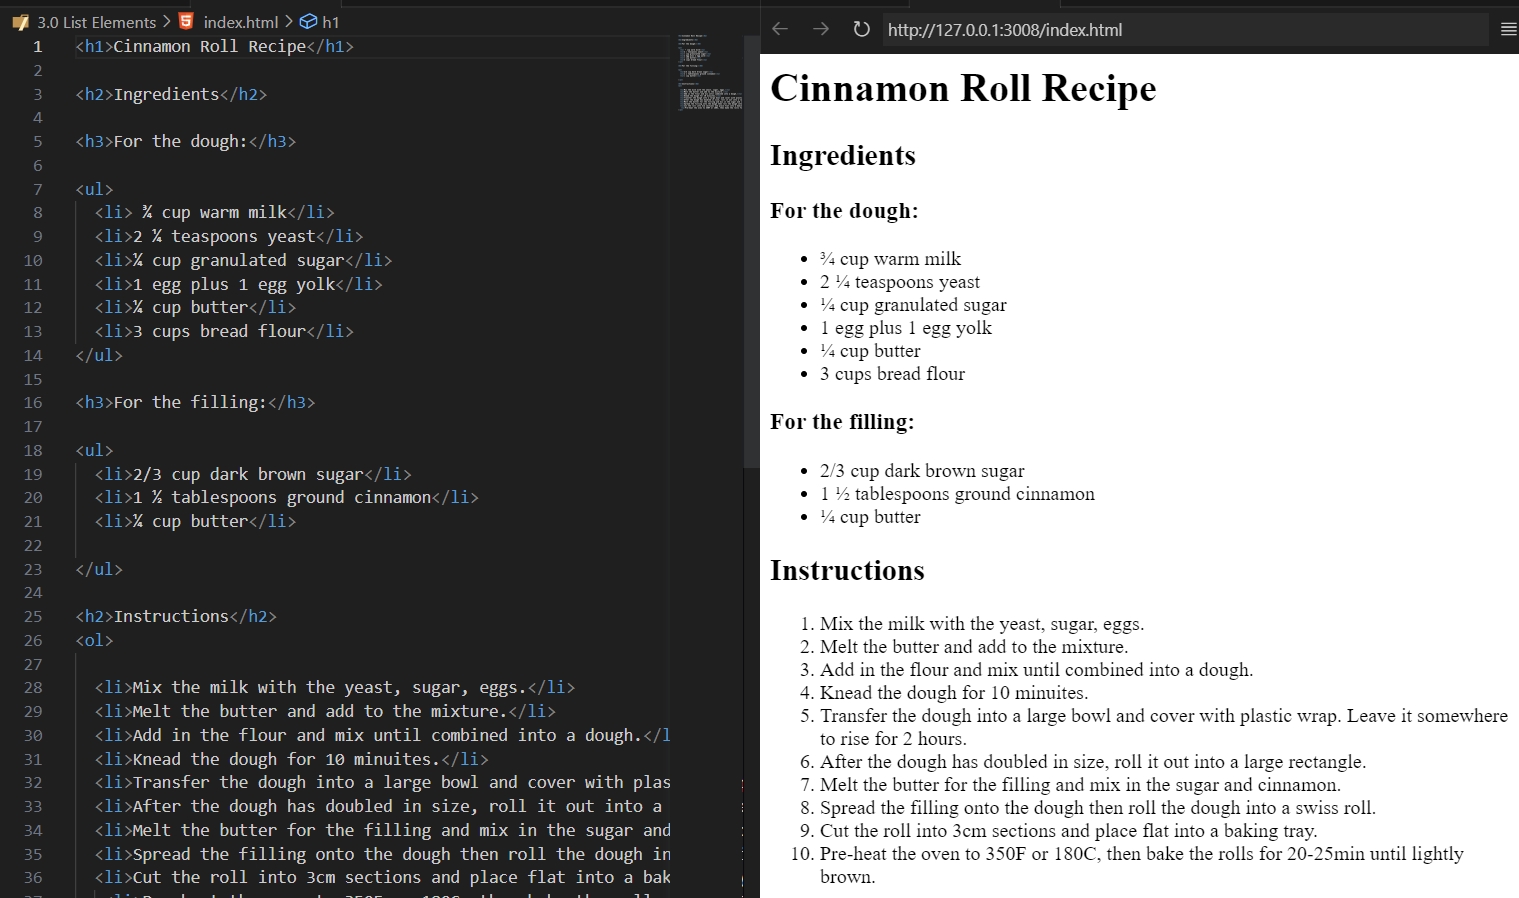 3.0 List Elements > index.html > h1
1 <h1>Cinnamon Roll Recipe</h1>
2
3 <h2>Ingredients</h2>
4
5 <h3>For the dough:</h3>
6
7 <ul>
8 <li> ¾ cup warm milk</li>
9 <li>2 ¼ teaspoons yeast</li>
10 <li>¼ cup granulated sugar</li>
11 <li>1 egg plus 1 egg yolk</li>
12 <li>¼ cup butter</li>
13 <li>3 cups bread flour</li>
14 </ul>
15
16 <h3>For the filling:</h3>
17
18 <ul>
19 <li>2/3 cup dark brown sugar</li>
20 <li>1 ½ tablespoons ground cinnamon</li>
21 <li>¼ cup butter</li>
22
23 </ul>
24
25 <h2>Instructions</h2>
26 <ol>
27
28 <li>Mix the milk with the yeast, sugar, eggs.</li>
29 <li>Melt the butter and add to the mixture.</li>
30 <li>Add in the flour and mix until combined into a dough.</l
31 <li>Knead the dough for 10 minuites.</li>
32 <li>Transfer the dough into a large bowl and cover with plas
33 <li>After the dough has doubled in size, roll it out into a
34 <li>Melt the butter for the filling and mix in the sugar and
35 <li>Spread the filling onto the dough then roll the dough in
36 <li>Cut the roll into 3cm sections and place flat into a bak
http://127.0.0.1:3008/index.html
Cinnamon Roll Recipe
Ingredients
For the dough:
• ¾ cup warm milk
• 2 ¼ teaspoons yeast
• ¼ cup granulated sugar
• 1 egg plus 1 egg yolk
• ¼ cup butter
• 3 cups bread flour
For the filling:
• 2/3 cup dark brown sugar
• 1 ½ tablespoons ground cinnamon
• ¼ cup butter
Instructions
1. Mix the milk with the yeast, sugar, eggs.
2. Melt the butter and add to the mixture.
3. Add in the flour and mix until combined into a dough.
4. Knead the dough for 10 minuites.
5. Transfer the dough into a large bowl and cover with plastic wrap. Leave it somewhere
to rise for 2 hours.
6. After the dough has doubled in size, roll it out into a large rectangle.
7. Melt the butter for the filling and mix in the sugar and cinnamon.
8. Spread the filling onto the dough then roll the dough into a swiss roll.
9. Cut the roll into 3cm sections and place flat into a baking tray.
10. Pre-heat the oven to 350F or 180C, then bake the rolls for 20-25min until lightly
brown.